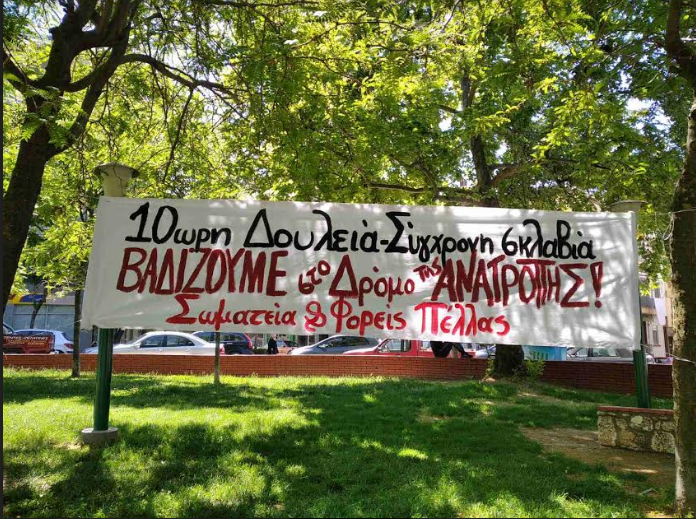 10ωρη Δουλειά-Σύγχρονη σκλαβιά
ΒΑΔΙΖΟΥΜΕ στο Δρόμο της ΑΝΑΤΡΟΠΗΣ!
Σωματεία & Φορείς Πέλλας